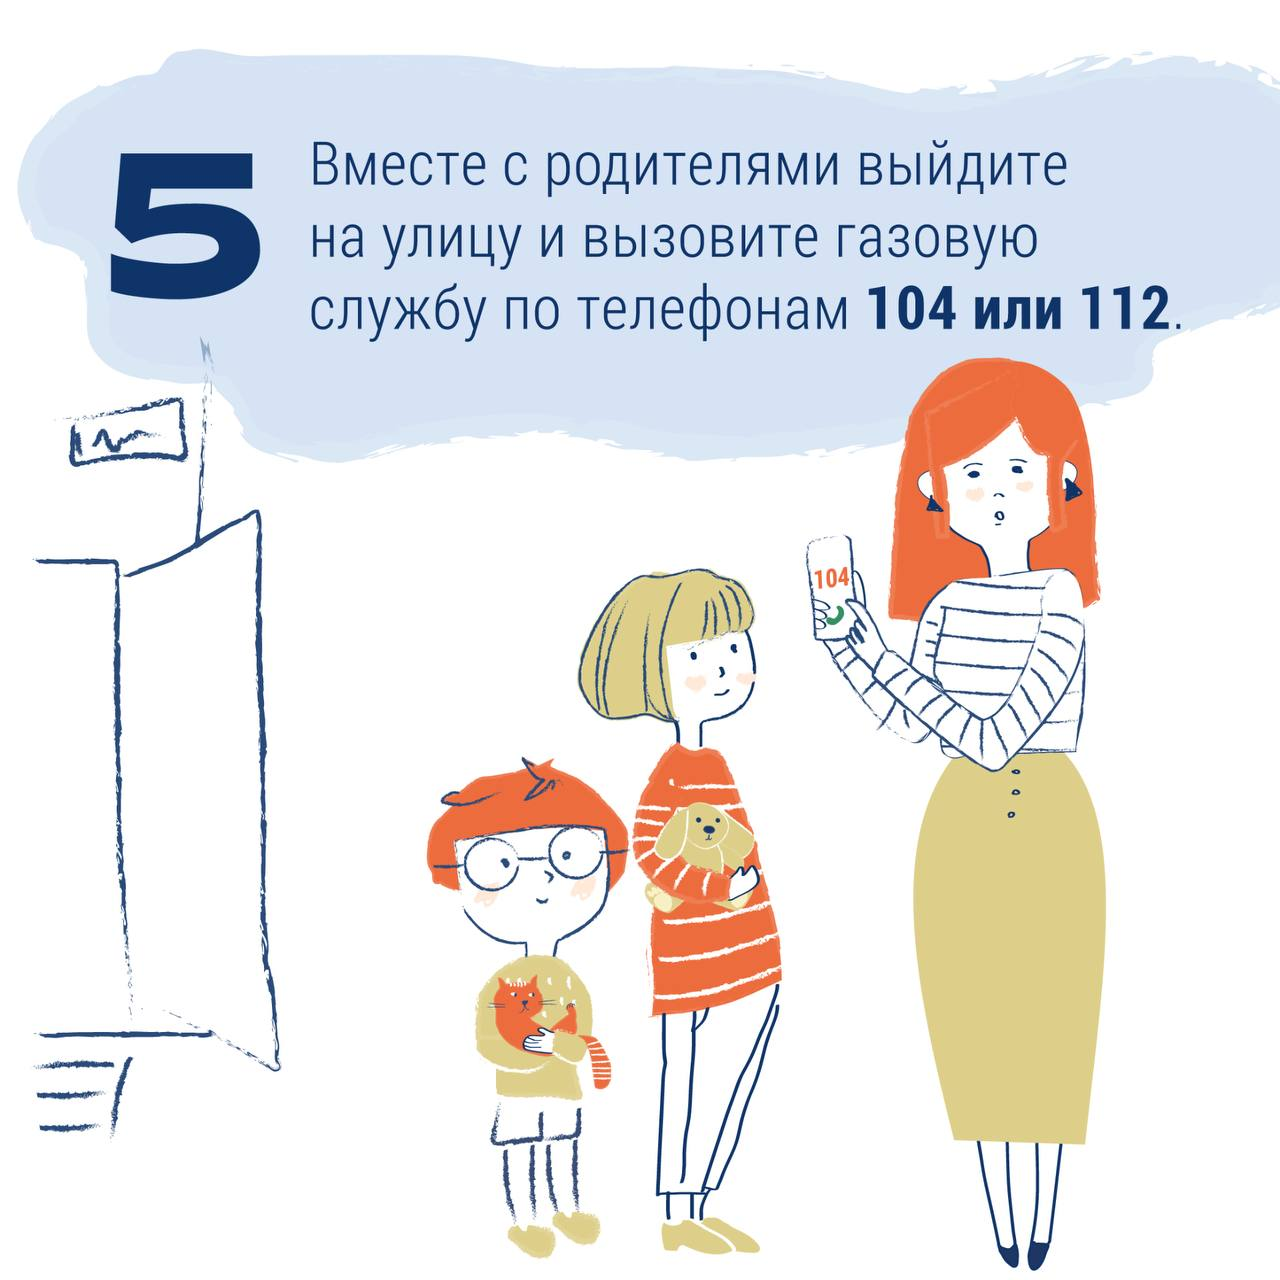 5
Вместе с родителями выйдите
на улицу и вызовите газовую
службу по телефонам 104 или 112.
104